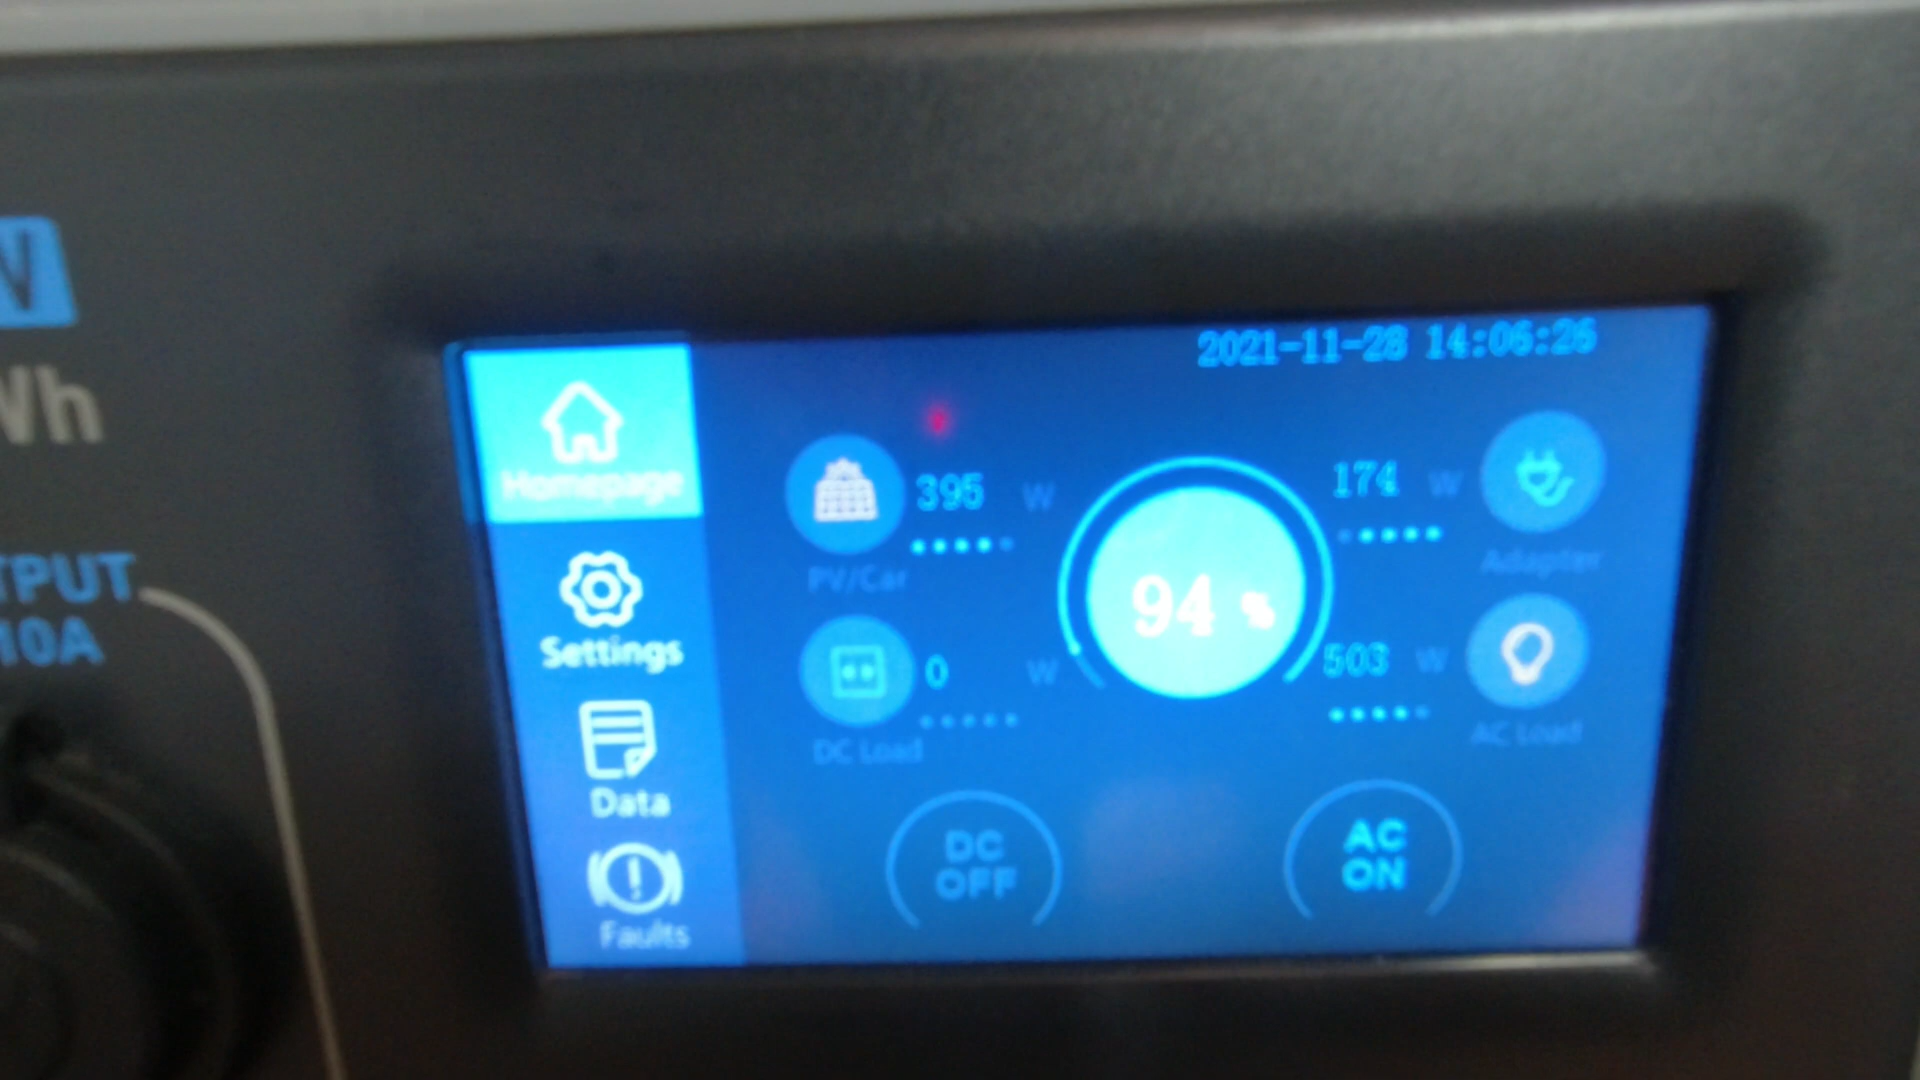 2021-11-28 14:06:26
Homepage
395 W
174 W
PV/Car
Adapter
94 %
Settings
0 W
503 W
DC Load
AC Load
Data
DC
OFF
AC
ON
Faults
Wh
TPUT
10A